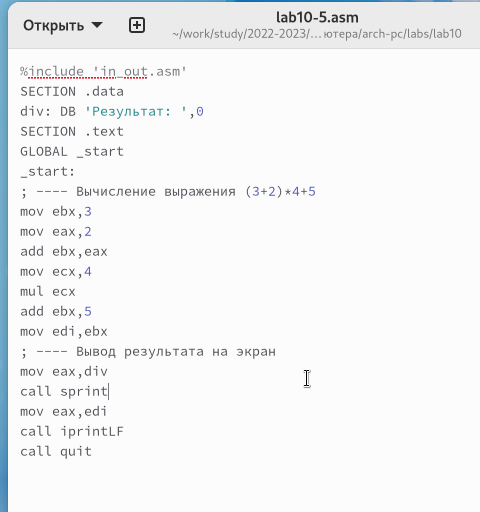 Открыть
lab10-5.asm
~/work/study/2022-2023/...ютера/arch-pc/labs/lab10
%include 'in_out.asm'
SECTION .data
div: DB 'Результат: ',0
SECTION .text
GLOBAL _start
_start:
; ---- Вычисление выражения (3+2)*4+5
mov ebx,3
mov eax,2
add ebx,eax
mov ecx,4
mul ecx
add ebx,5
mov edi,ebx
; ---- Вывод результата на экран
mov eax,div
call sprint
mov eax,edi
call iprintLF
call quit